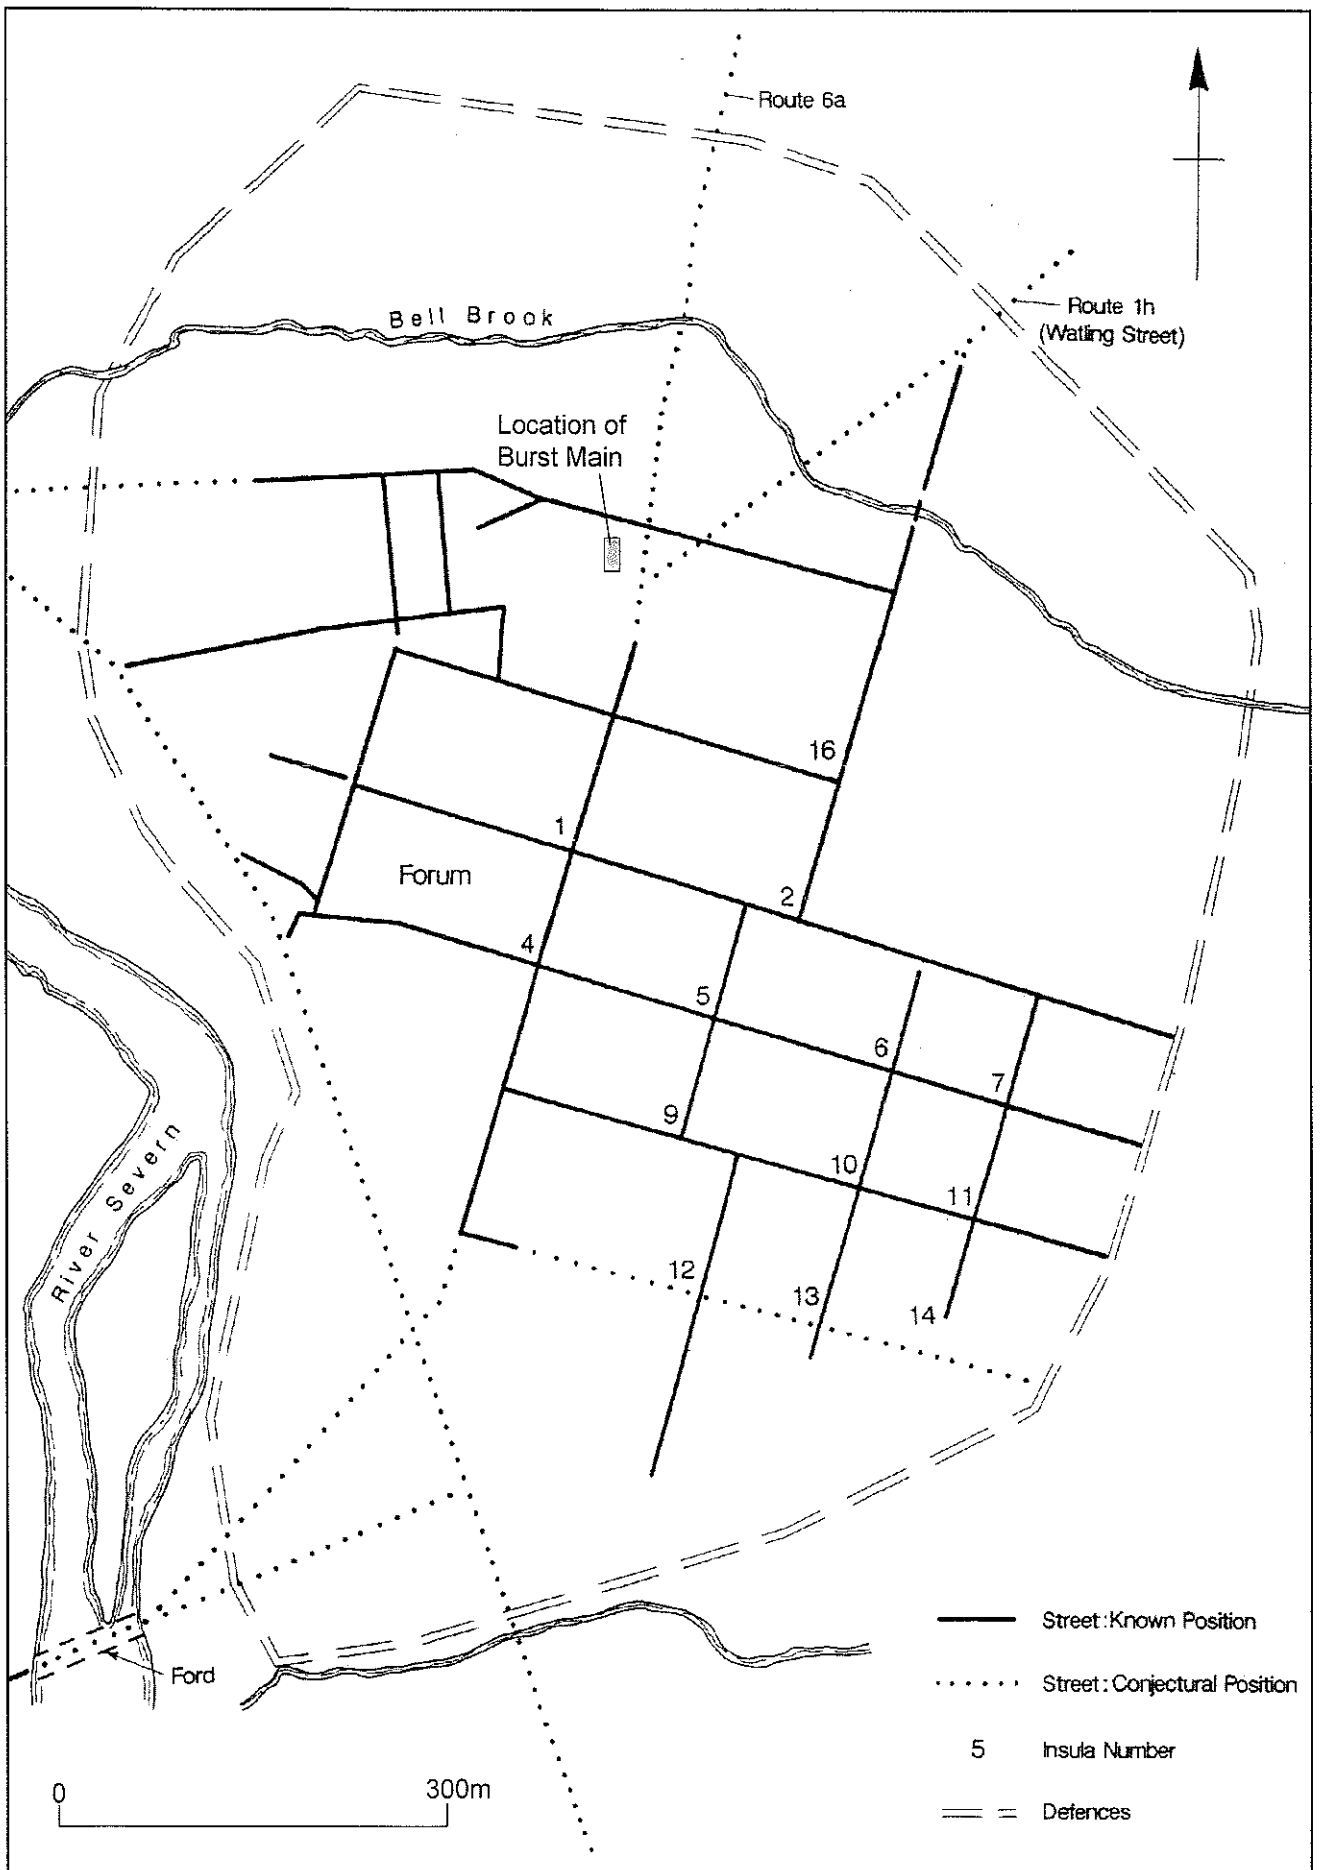 Route 6a
Route 1h
(Watling Street)
Bell Brook
Location of
Burst Main
16
1
Forum
2
4
5
6
7
9
10
11
River Severn
12
13
14
Ford
Street: Known Position
Street: Conjectural Position
5 Insula Number
Defences
0 300m